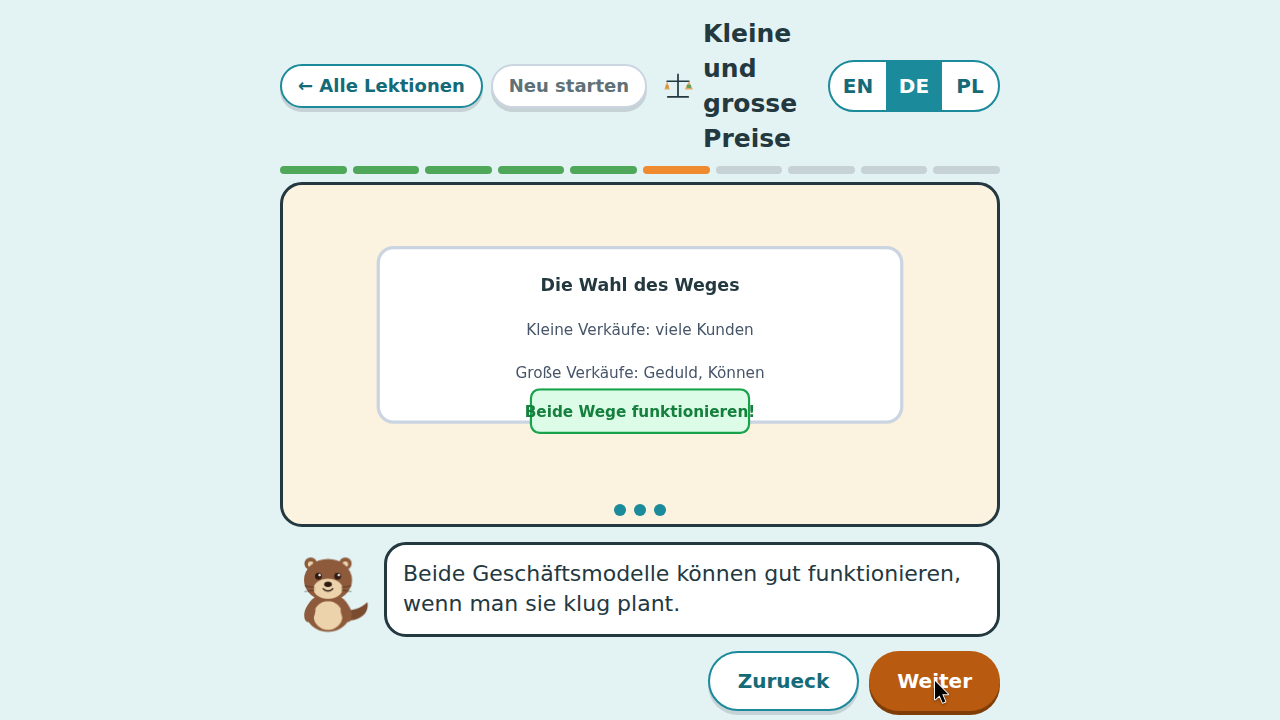 ← Alle Lektionen
Neu starten
Kleine
und
grosse
Preise
EN
DE
PL
Die Wahl des Weges
Kleine Verkäufe: viele Kunden
Große Verkäufe: Geduld, Können
Beide Wege funktionieren!
Beide Geschäftsmodelle können gut funktionieren,
wenn man sie klug plant.
Zurueck
Weiter